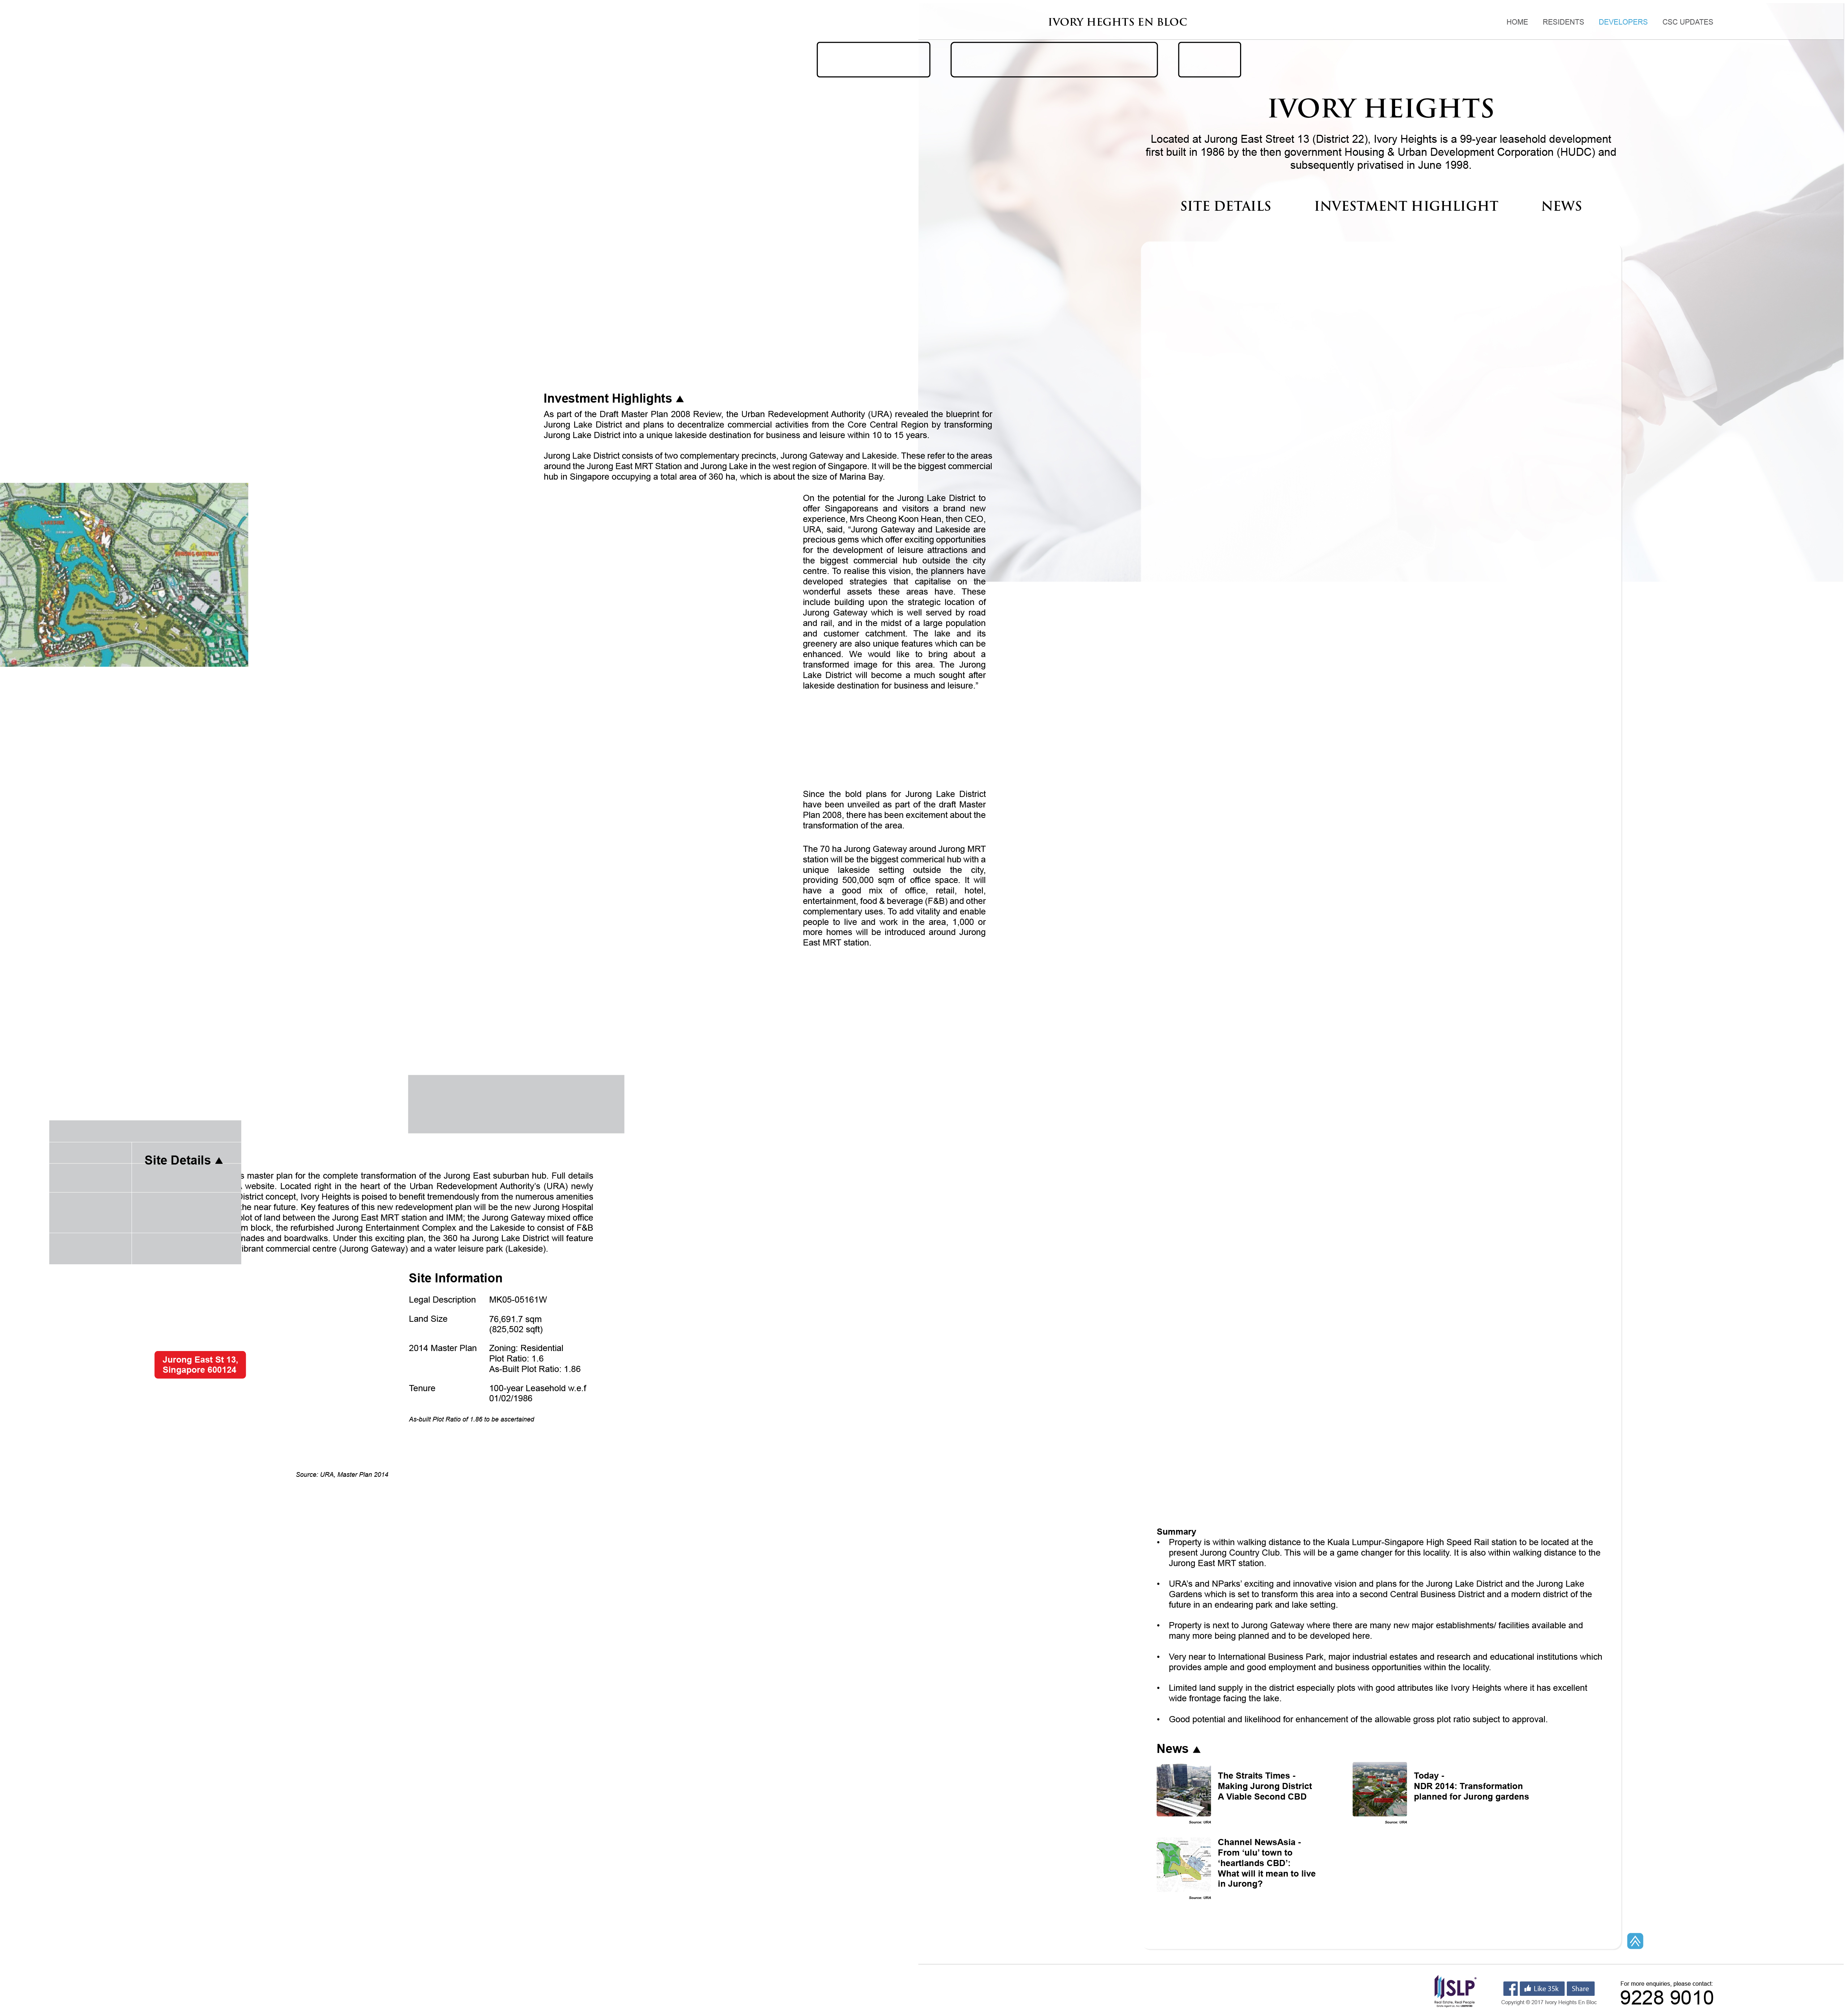 IVORY HEGHTS EN BLOC
HOME RESIDENTS DEVELOPERS CSC UPDATES
IVORY HEIGHTS
Located at Jurong East Street 13 (District 22), Ivory Heights is a 99-year leasehold development
first built in 1986 by the then government Housing & Urban Development Corporation (HUDC) and
subsequently privatised in June 1998.
SITE DETAILS INVESTMENT HIGHLIGHT NEWS
Investment Highlights ▲
As part of the Draft Master Plan 2008 Review, the Urban Redevelopment Authority (URA) revealed the blueprint for
Jurong Lake District and plans to decentralize commercial activities from the Core Central Region by transforming
Jurong Lake District into a unique lakeside destination for business and leisure within 10 to 15 years.
Jurong Lake District consists of two complementary precincts, Jurong Gateway and Lakeside. These refer to the areas
around the Jurong East MRT Station and Jurong Lake in the west region of Singapore. It will be the biggest commercial
hub in Singapore occupying a total area of 360 ha, which is about the size of Marina Bay.
On the potential for the Jurong Lake District to
offer Singaporeans and visitors a brand new
experience, Mrs Cheong Koon Hean, then CEO,
URA, said, “Jurong Gateway and Lakeside are
precious gems which offer exciting opportunities
for the development of leisure attractions and
the biggest commercial hub outside the city
centre. To realise this vision, the planners have
developed strategies that capitalise on the
wonderful assets these areas have. These
include building upon the strategic location of
Jurong Gateway which is well served by road
and rail, and in the midst of a large population
and customer catchment. The lake and its
greenery are also unique features which can be
enhanced. We would like to bring about a
transformed image for this area. The Jurong
Lake District will become a much sought after
lakeside destination for business and leisure.”
Since the bold plans for Jurong Lake District
have been unveiled as part of the draft Master
Plan 2008, there has been excitement about the
transformation of the area.
The 70 ha Jurong Gateway around Jurong MRT
station will be the biggest commerical hub with a
unique lakeside setting outside the city,
providing 500,000 sqm of office space. It will
have a good mix of office, retail, hotel,
entertainment, food & beverage (F&B) and other
complementary uses. To add vitality and enable
people to live and work in the area, 1,000 or
more homes will be introduced around Jurong
East MRT station.
Site Details ▲
master plan for the complete transformation of the Jurong East suburban hub. Full details
website. Located right in the heart of the Urban Redevelopment Authority's (URA) newly
District concept, Ivory Heights is poised to benefit tremendously from the numerous amenities
the near future. Key features of this new redevelopment plan will be the new Jurong Hospital
plot of land between the Jurong East MRT station and IMM; the Jurong Gateway mixed office
block, the refurbished Jurong Entertainment Complex and the Lakeside to consist of F&B
nades and boardwalks. Under this exciting plan, the 360 ha Jurong Lake District will feature
ibrant commercial centre (Jurong Gateway) and a water leisure park (Lakeside).
Site Information
Legal Description MK05-05161W
Land Size 76,691.7 sqm
(825,502 sqft)
2014 Master Plan Zoning: Residential
Plot Ratio: 1.6
As-Built Plot Ratio: 1.86
Tenure 100-year Leasehold w.e.f
01/02/1986
As-built Plot Ratio of 1.86 to be ascertained
Jurong East St 13,
Singapore 600124
Source: URA, Master Plan 2014
Summary
• Property is within walking distance to the Kuala Lumpur-Singapore High Speed Rail station to be located at the
present Jurong Country Club. This will be a game changer for this locality. It is also within walking distance to the
Jurong East MRT station.
• URA's and NParks' exciting and innovative vision and plans for the Jurong Lake District and the Jurong Lake
Gardens which is set to transform this area into a second Central Business District and a modern district of the
future in an endearing park and lake setting.
• Property is next to Jurong Gateway where there are many new major establishments/ facilities available and
many more being planned and to be developed here.
• Very near to International Business Park, major industrial estates and research and educational institutions which
provides ample and good employment and business opportunities within the locality.
• Limited land supply in the district especially plots with good attributes like Ivory Heights where it has excellent
wide frontage facing the lake.
• Good potential and likelihood for enhancement of the allowable gross plot ratio subject to approval.
News ▲
The Straits Times -
Making Jurong District
A Viable Second CBD
Source: URA
Today -
NDR 2014: Transformation
planned for Jurong gardens
Source: URA
Channel NewsAsia -
From ‘ulu’ town to
‘heartlands CBD’:
What will it mean to live
in Jurong?
Source: URA
SLP
Real Estate, Real People
Like 35k Share
Copyright © 2017 Ivory Heights En Bloc
For more enquiries, please contact:
9228 9010